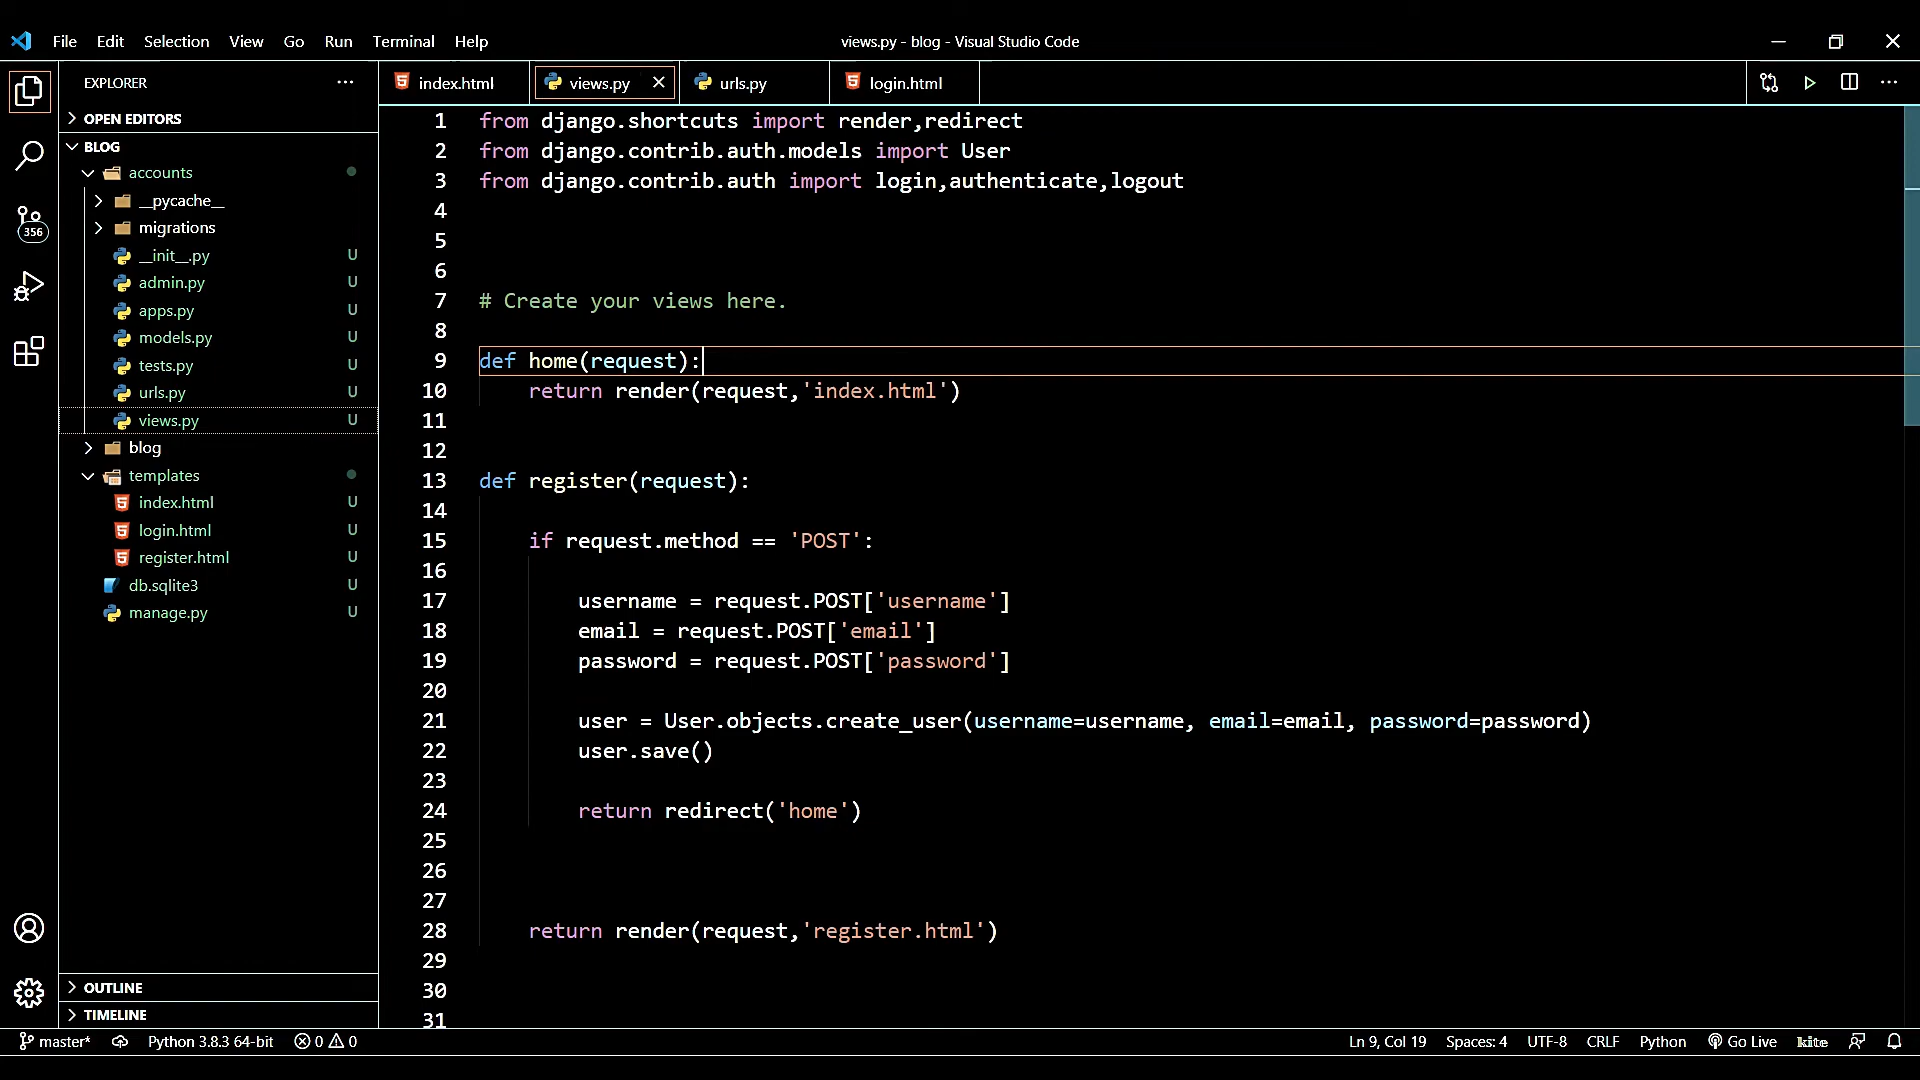 File Edit Selection View Go Run Terminal Help
views.py - blog - Visual Studio Code
EXPLORER
OPEN EDITORS
BLOG
accounts
__pycache__
migrations
__init__.py U
admin.py U
apps.py U
models.py U
tests.py U
urls.py U
views.py U
blog
templates
index.html U
login.html U
register.html U
db.sqlite3 U
manage.py U
OUTLINE
TIMELINE
356
index.html views.py urls.py login.html
1 from django.shortcuts import render,redirect
2 from django.contrib.auth.models import User
3 from django.contrib.auth import login,authenticate,logout
4
5
6
7 # Create your views here.
8
9 def home(request):
10 return render(request,'index.html')
11
12
13 def register(request):
14
15 if request.method == 'POST':
16
17 username = request.POST['username']
18 email = request.POST['email']
19 password = request.POST['password']
20
21 user = User.objects.create_user(username=username, email=email, password=password)
22 user.save()
23
24 return redirect('home')
25
26
27
28 return render(request,'register.html')
29
30
31
master* Python 3.8.3 64-bit 0 0 Ln 9, Col 19 Spaces: 4 UTF-8 CRLF Python Go Live kite